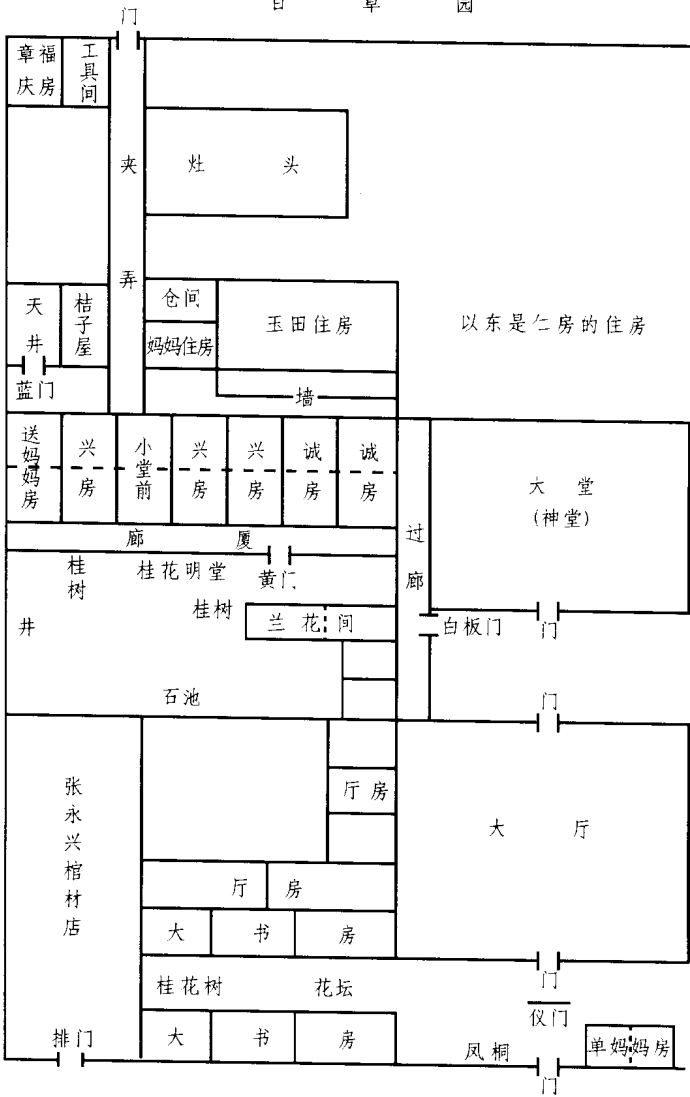 百草园
门
章福
庆房
工具间
夹弄
灶头
天井
桔子屋
仓间
妈妈住房
玉田住房
以东是仁房的住房
蓝门
墙
送妈妈房
兴房
小堂前
兴房
兴房
诚房
诚房
大堂
(神堂)
廊厦
过廊
桂树
桂花明堂
黄门
桂树
兰花间
白板门
门
井
石池
门
张永兴棺材店
厅房
大厅
厅房
大书房
桂花树
花坛
门
仪门
排门
大书房
凤桐
单妈妈房
门